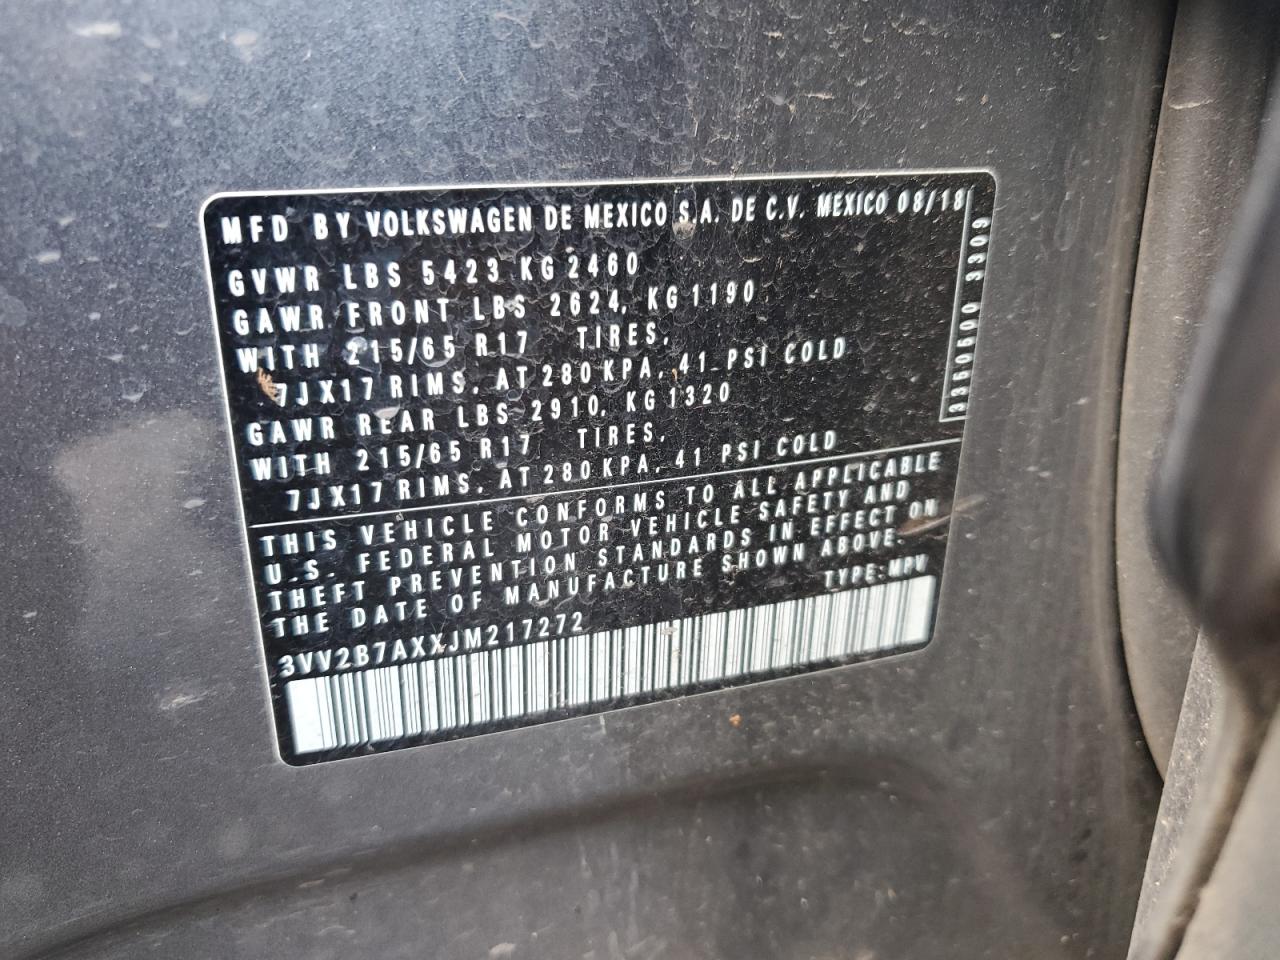 MFD BY VOLKSWAGEN DE MEXICO S.A. DE C.V. MEXICO 08/18
GVWR LBS 5423 KG 2460
GAWR FRONT LBS 2624, KG 1190
WITH 215/65 R17 TIRES,
7JX17 RIMS, AT 280 KPA, 41 PSI COLD
GAWR REAR LBS 2910, KG 1320
WITH 215/65 R17 TIRES,
7JX17 RIMS, AT 280 KPA, 41 PSI COLD
3350500 3309
THIS VEHICLE CONFORMS TO ALL APPLICABLE
U.S. FEDERAL MOTOR VEHICLE SAFETY AND
THEFT PREVENTION STANDARDS IN EFFECT ON
THE DATE OF MANUFACTURE SHOWN ABOVE.
TYPE: MPV
3VV2B7AXXJM217272